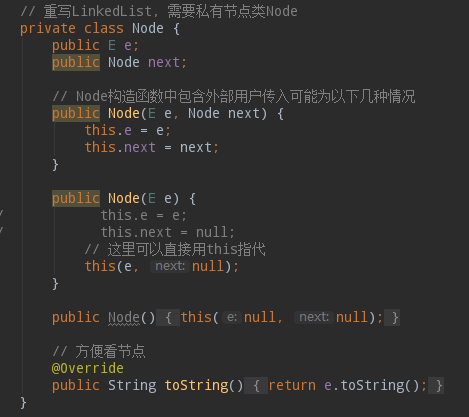 // 重写LinkedList, 需要私有节点类Node
private class Node {
public E e;
public Node next;
// Node构造函数中包含外部用户传入可能为以下几种情况
public Node(E e, Node next) {
this.e = e;
this.next = next;
}
public Node(E e) {
/ this.e = e;
/ this.next = null;
// 这里可以直接用this指代
this(e, next: null);
}
public Node() { this( e: null, next: null); }
// 方便看节点
@Override
public String toString() { return e.toString(); }
}